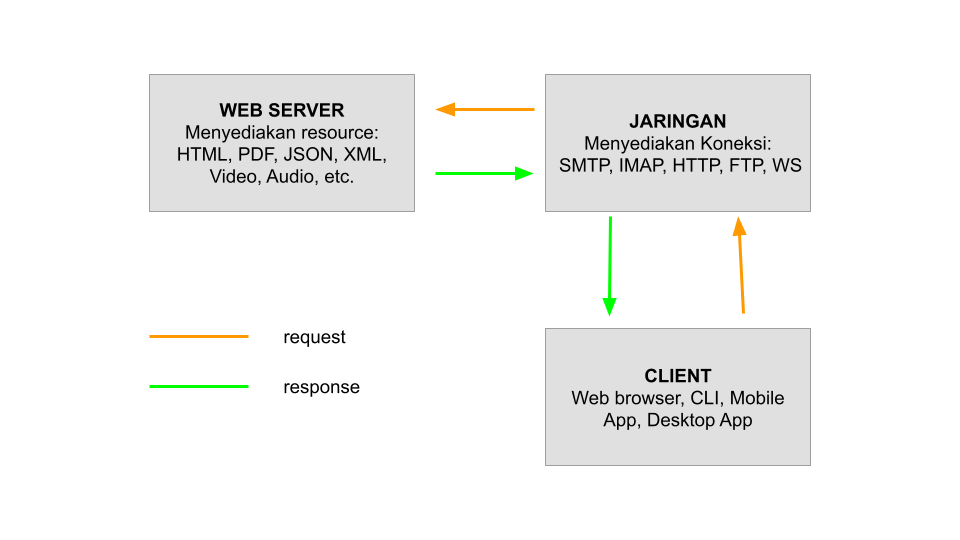 WEB SERVER
Menyediakan resource:
HTML, PDF, JSON, XML,
Video, Audio, etc.
JARINGAN
Menyediakan Koneksi:
SMTP, IMAP, HTTP, FTP, WS
request
response
CLIENT
Web browser, CLI, Mobile
App, Desktop App